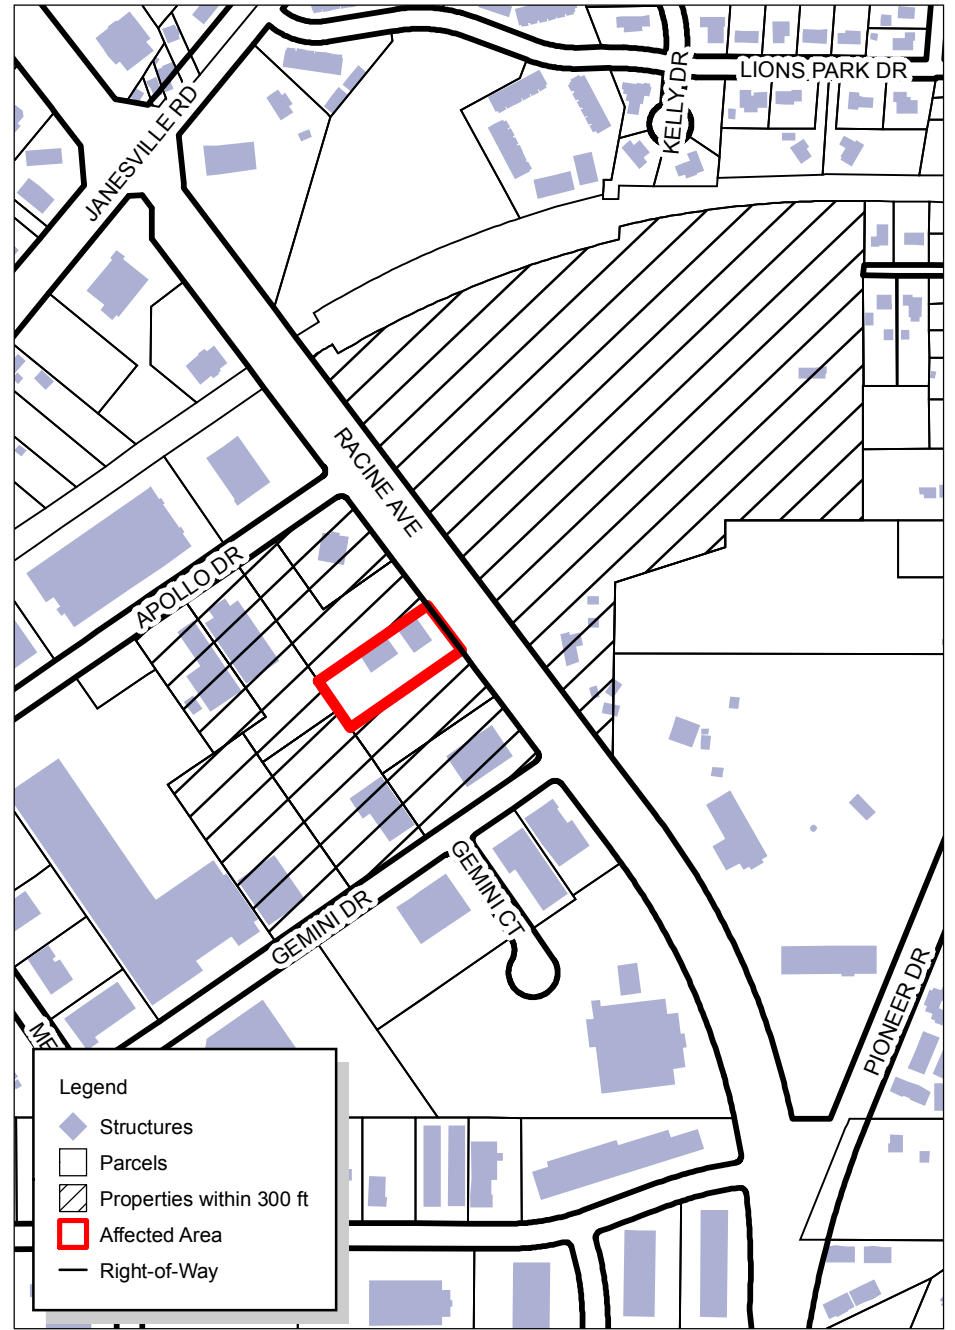 LIONS PARK DR
KELLY DR
JANESVILLE RD
RACINE AVE
APOLLO DR
GEMINI CT
GEMINI DR
PIONEER DR
ME
Legend
Structures
Parcels
Properties within 300 ft
Affected Area
Right-of-Way